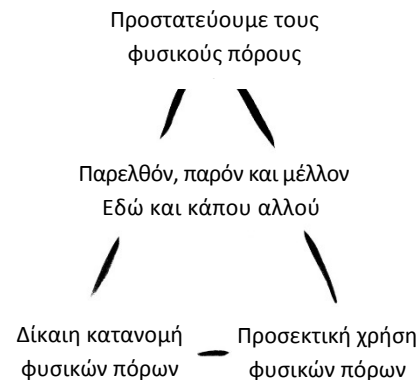 Προστατεύουμε τους
φυσικούς πόρους
Παρελθόν, παρόν και μέλλον
Εδώ και κάπου αλλού
Δίκαιη κατανομή
φυσικών πόρων
Προσεκτική χρήση
φυσικών πόρων